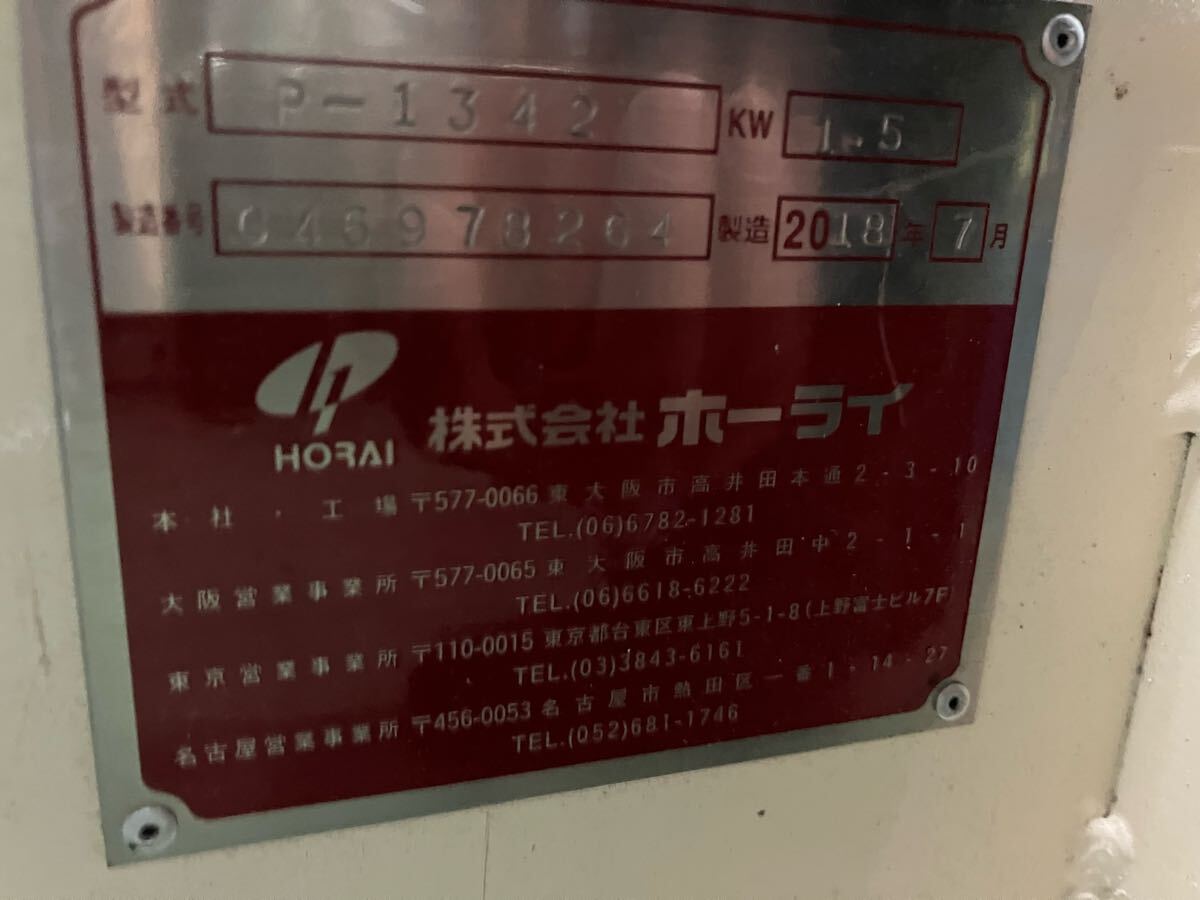 型式 P-1342 KW 1.5
製造番号 C46978264 製造 2018年 7月
HORAI 株式会社 ホーライ
本社・工場 〒577-0066 東大阪市高井田本通2-3-10
TEL.(06)6782-1281
大阪営業事業所 〒577-0065 東大阪市高井田中2-1-1
TEL.(06)6618-6222
東京営業事業所 〒110-0015 東京都台東区東上野5-1-8(上野富士ビル7F)
TEL.(03)3843-6161
名古屋営業事業所 〒456-0053 名古屋市熱田区一番1-14-27
TEL.(052)681-1746